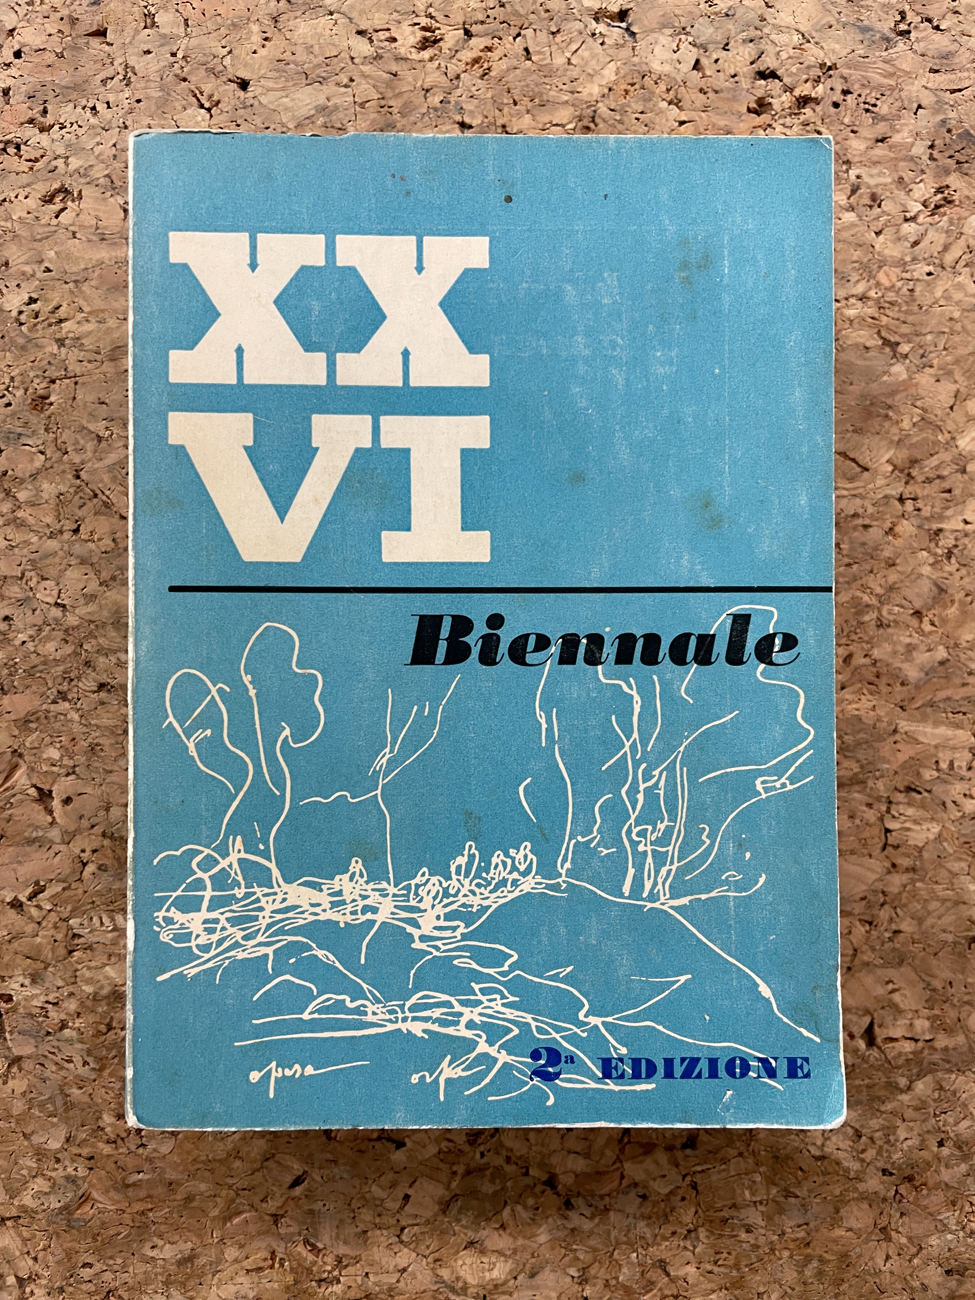 XX
VI
Biennale
2ª EDIZIONE